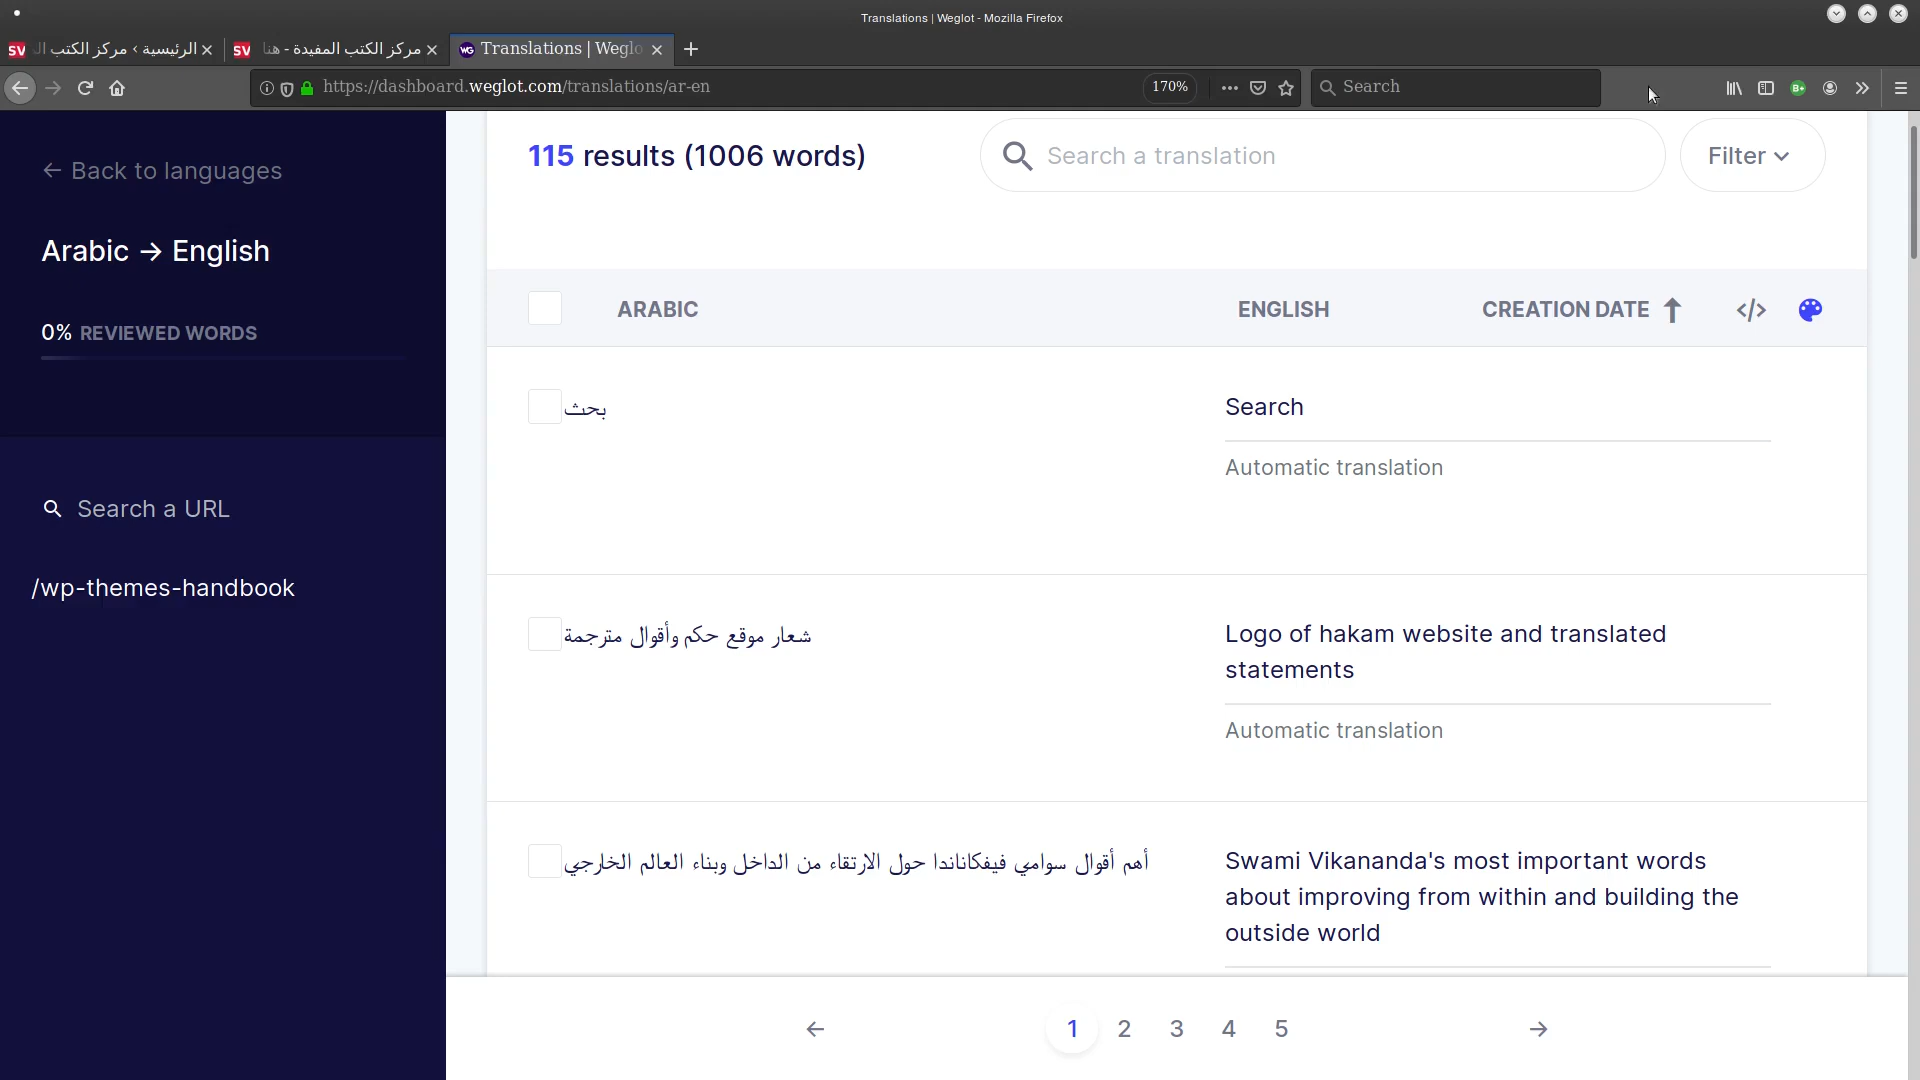 Translations | Weglot - Mozilla Firefox
SV الرئيسية › مركز الكتب
SV مركز الكتب المفيدة - هنا
WG Translations | Weglo
https://dashboard.weglot.com/translations/ar-en
170%
Search
← Back to languages
Arabic → English
0% REVIEWED WORDS
Search a URL
/wp-themes-handbook
115 results (1006 words)
Search a translation
Filter
ARABIC ENGLISH CREATION DATE ↑ </>
بحث
Search
Automatic translation
شعار موقع حكم وأقوال مترجمة
Logo of hakam website and translated
statements
Automatic translation
أهم أقوال سوامي فيفكاناندا حول الارتقاء من الداخل وبناء العالم الخارجي
Swami Vikananda's most important words
about improving from within and building the
outside world
← 1 2 3 4 5 →